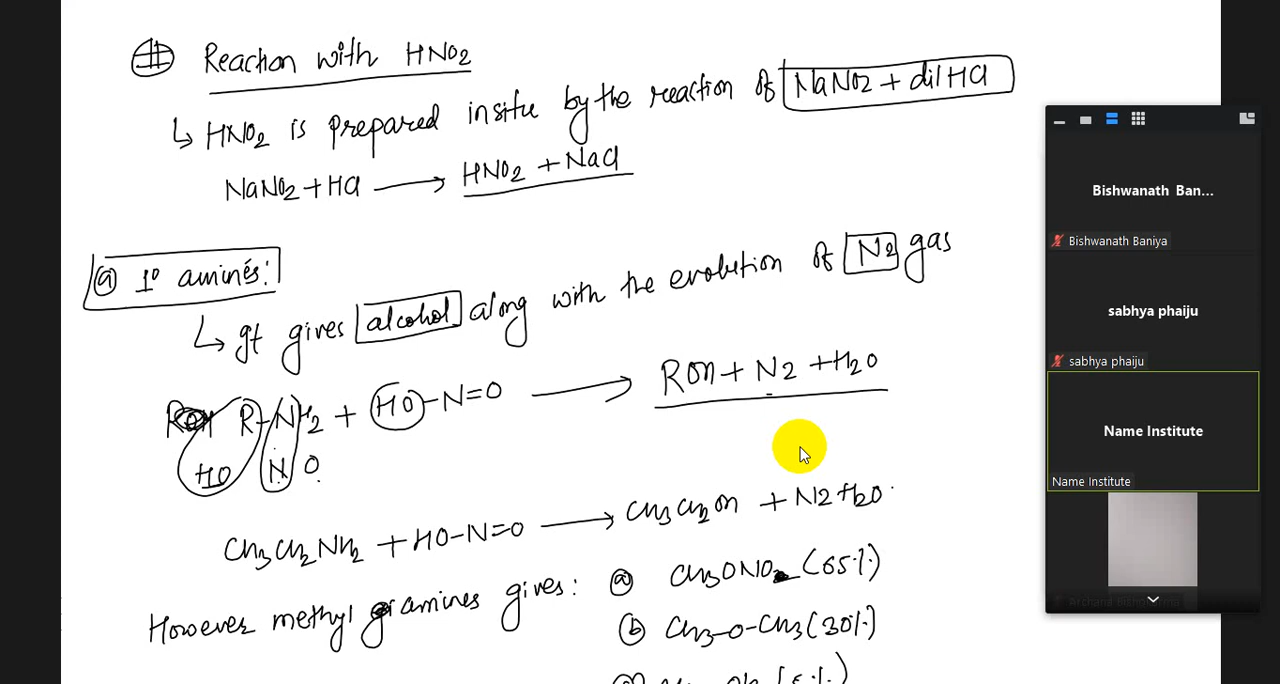 Reaction with HNO2
↳ HNO2 is prepared insitu by the reaction of NaNO2 + dil HCl
NaNO2 + HCl ⟶ HNO2 + NaCl
(a) 1° amines:
↳ It gives alcohol along with the evolution of N2 gas
R-NH2 + HO-N=O ⟶ ROH + N2 + H2O
HO N O
CH3CH2NH2 + HO-N=O ⟶ CH3CH2OH + N2 + H2O
However methyl amines gives: (a) CH3ONO (65%)
(b) CH3-O-CH3 (30%)
Bishwanath Ban...
Bishwanath Baniya
sabhya phaiju
sabhya phaiju
Name Institute
Name Institute